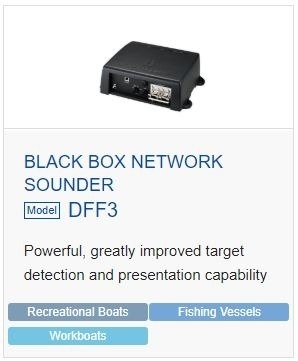 BLACK BOX NETWORK
SOUNDER
Model DFF3
Powerful, greatly improved target
detection and presentation capability
Recreational Boats Fishing Vessels
Workboats